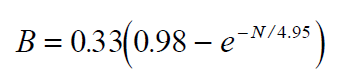 B = 0.33(0.98 − e^{−N/4.95})